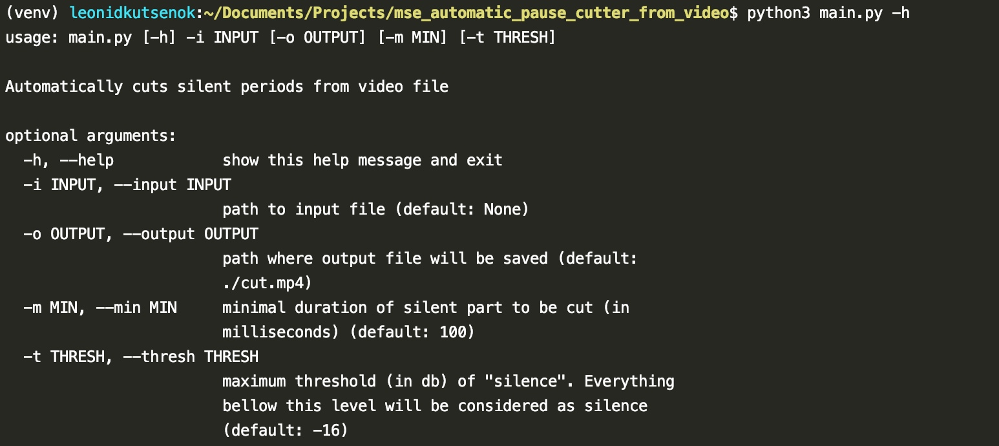 (venv) leonidkutsenok:~/Documents/Projects/mse_automatic_pause_cutter_from_video$ python3 main.py -h
usage: main.py [-h] -i INPUT [-o OUTPUT] [-m MIN] [-t THRESH]

Automatically cuts silent periods from video file

optional arguments:
  -h, --help            show this help message and exit
  -i INPUT, --input INPUT
                        path to input file (default: None)
  -o OUTPUT, --output OUTPUT
                        path where output file will be saved (default:
                        ./cut.mp4)
  -m MIN, --min MIN     minimal duration of silent part to be cut (in
                        milliseconds) (default: 100)
  -t THRESH, --thresh THRESH
                        maximum threshold (in db) of "silence". Everything
                        bellow this level will be considered as silence
                        (default: -16)